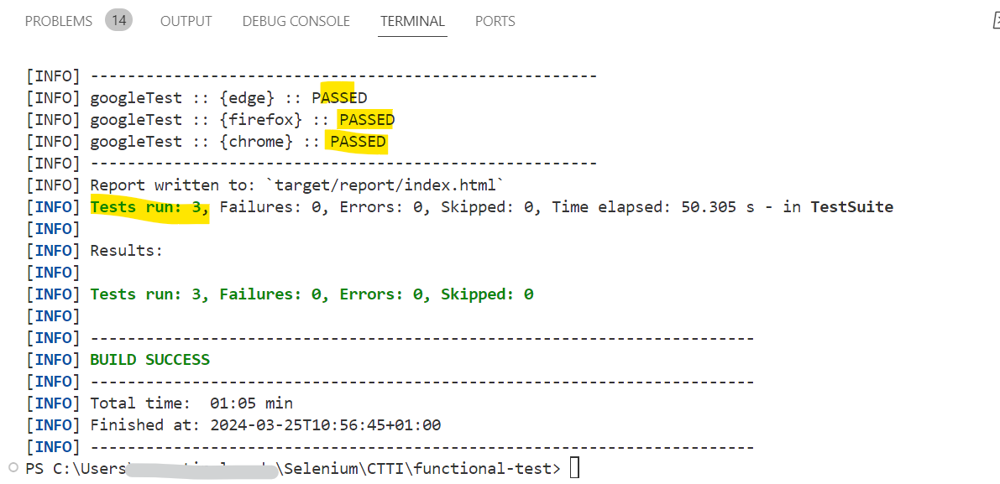 PROBLEMS 14 OUTPUT DEBUG CONSOLE TERMINAL PORTS
[INFO] -------------------------------------------------------
[INFO] googleTest :: {edge} :: PASSED
[INFO] googleTest :: {firefox} :: PASSED
[INFO] googleTest :: {chrome} :: PASSED
[INFO] -------------------------------------------------------
[INFO] Report written to: `target/report/index.html`
[INFO] Tests run: 3, Failures: 0, Errors: 0, Skipped: 0, Time elapsed: 50.305 s - in TestSuite
[INFO]
[INFO] Results:
[INFO]
[INFO] Tests run: 3, Failures: 0, Errors: 0, Skipped: 0
[INFO]
[INFO] ------------------------------------------------------------------------
[INFO] BUILD SUCCESS
[INFO] ------------------------------------------------------------------------
[INFO] Total time:  01:05 min
[INFO] Finished at: 2024-03-25T10:56:45+01:00
[INFO] ------------------------------------------------------------------------
PS C:\Users \Selenium\CTTI\functional-test>